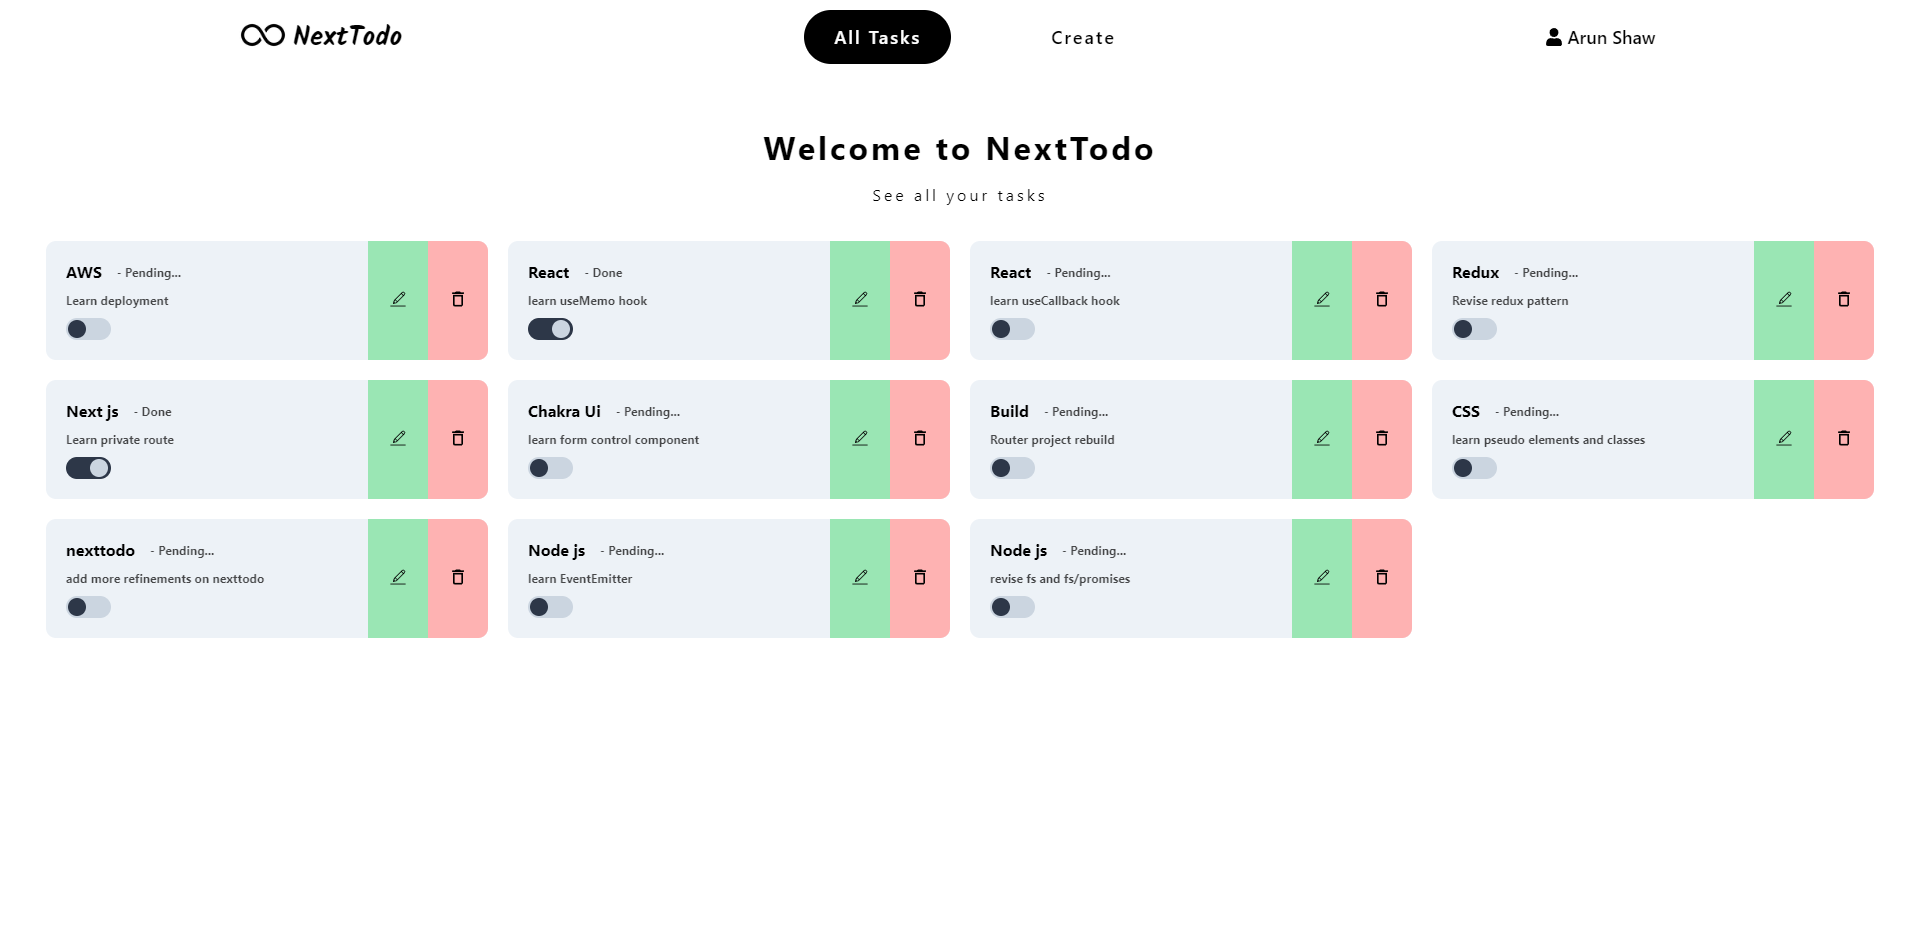 NextTodo
All Tasks
Create
Arun Shaw
Welcome to NextTodo
See all your tasks
AWS - Pending...
Learn deployment
React - Done
learn useMemo hook
React - Pending...
learn useCallback hook
Redux - Pending...
Revise redux pattern
Next js - Done
Learn private route
Chakra Ui - Pending...
learn form control component
Build - Pending...
Router project rebuild
CSS - Pending...
learn pseudo elements and classes
nexttodo - Pending...
add more refinements on nexttodo
Node js - Pending...
learn EventEmitter
Node js - Pending...
revise fs and fs/promises